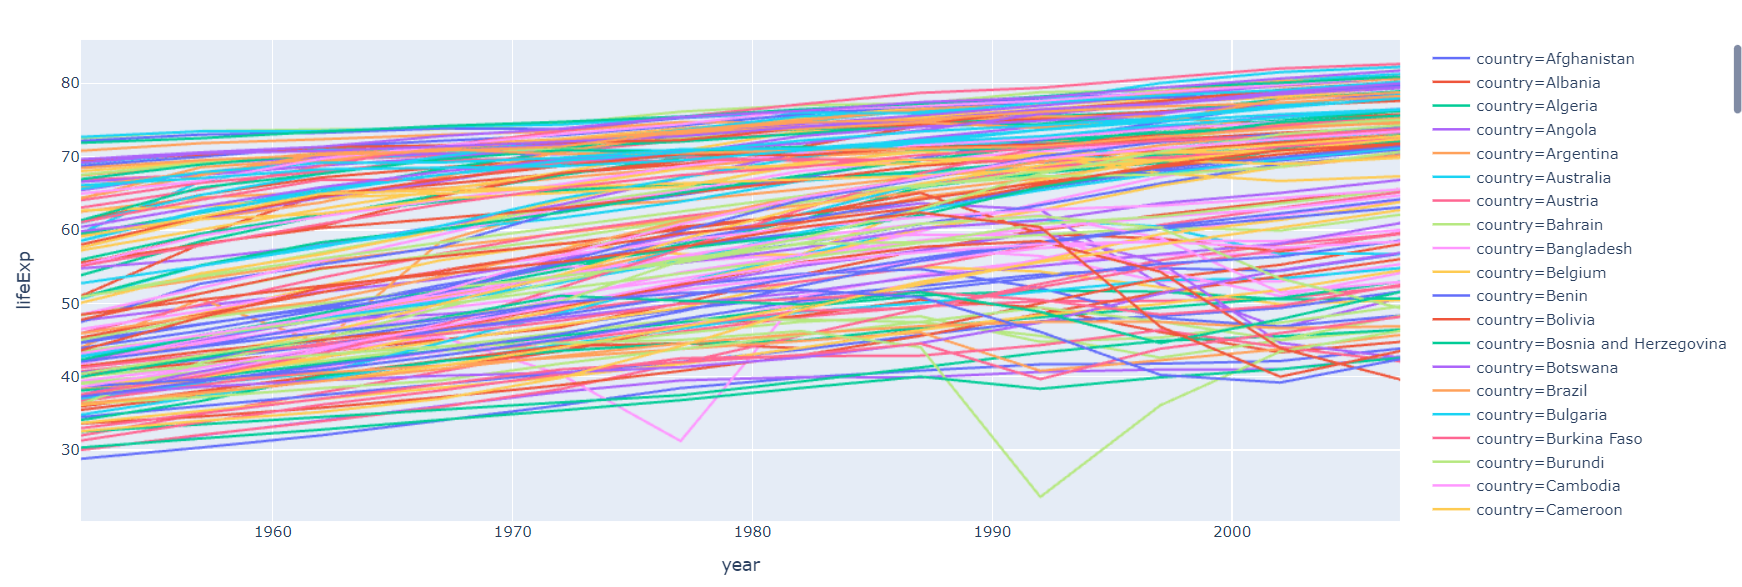 80
70
60
50
40
30
lifeExp
1960 1970 1980 1990 2000
year
country=Afghanistan
country=Albania
country=Algeria
country=Angola
country=Argentina
country=Australia
country=Austria
country=Bahrain
country=Bangladesh
country=Belgium
country=Benin
country=Bolivia
country=Bosnia and Herzegovina
country=Botswana
country=Brazil
country=Bulgaria
country=Burkina Faso
country=Burundi
country=Cambodia
country=Cameroon